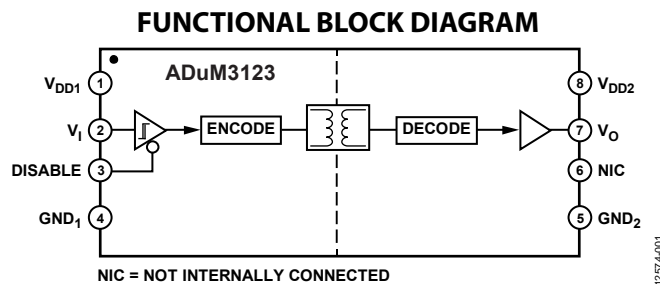 FUNCTIONAL BLOCK DIAGRAM
ADuM3123
VDD1 1
8 VDD2
VI 2
ENCODE
DECODE
7 VO
DISABLE 3
6 NIC
GND1 4
5 GND2
NIC = NOT INTERNALLY CONNECTED
12574-001